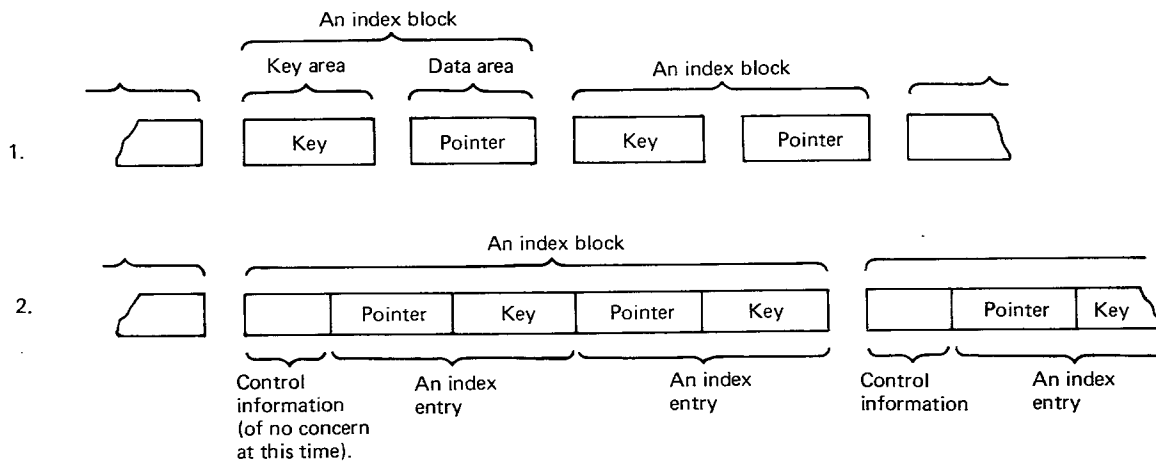 An index block
Key area Data area An index block
1. Key Pointer Key Pointer
An index block
2. Pointer Key Pointer Key Pointer Key
Control
information
(of no concern
at this time).
An index
entry
An index
entry
Control
information
An index
entry